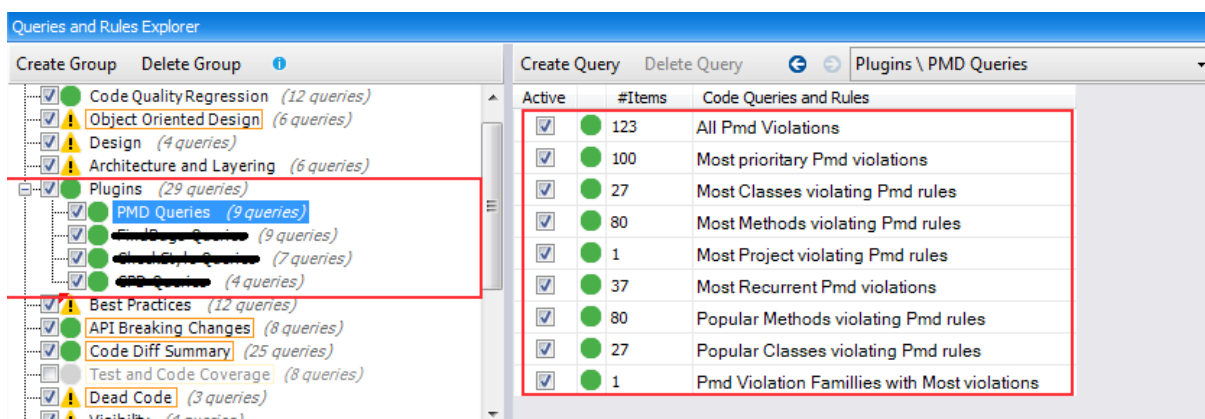 Queries and Rules Explorer
Create Group Delete Group
Code Quality Regression (12 queries)
Object Oriented Design (6 queries)
Design (4 queries)
Architecture and Layering (6 queries)
Plugins (29 queries)
PMD Queries (9 queries)
(9 queries)
(7 queries)
(4 queries)
Best Practices (12 queries)
API Breaking Changes (8 queries)
Code Diff Summary (25 queries)
Test and Code Coverage (8 queries)
Dead Code (3 queries)
Create Query Delete Query Plugins \ PMD Queries
Active #Items Code Queries and Rules
123 All Pmd Violations
100 Most prioritary Pmd violations
27 Most Classes violating Pmd rules
80 Most Methods violating Pmd rules
1 Most Project violating Pmd rules
37 Most Recurrent Pmd violations
80 Popular Methods violating Pmd rules
27 Popular Classes violating Pmd rules
1 Pmd Violation Famillies with Most violations